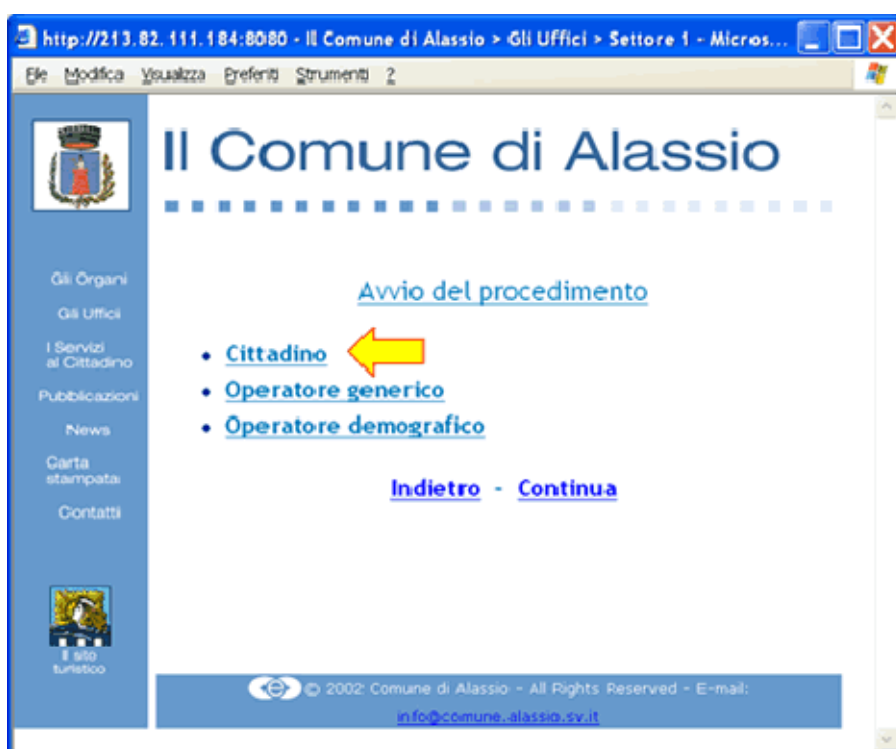 http://213.82.111.184:8080 - Il Comune di Alassio > Gli Uffici > Settore 1 - Micros...
File Modifica Visualizza Preferiti Strumenti ?
Il Comune di Alassio
Gli Organi
Gli Uffici
I Servizi
al Cittadino
Pubblicazioni
News
Carta
stampata
Contatti
Il sito
turistico
Avvio del procedimento
• Cittadino
• Operatore generico
• Operatore demografico
Indietro - Continua
© 2002 Comune di Alassio - All Rights Reserved - E-mail:
info@comune.alassio.sv.it